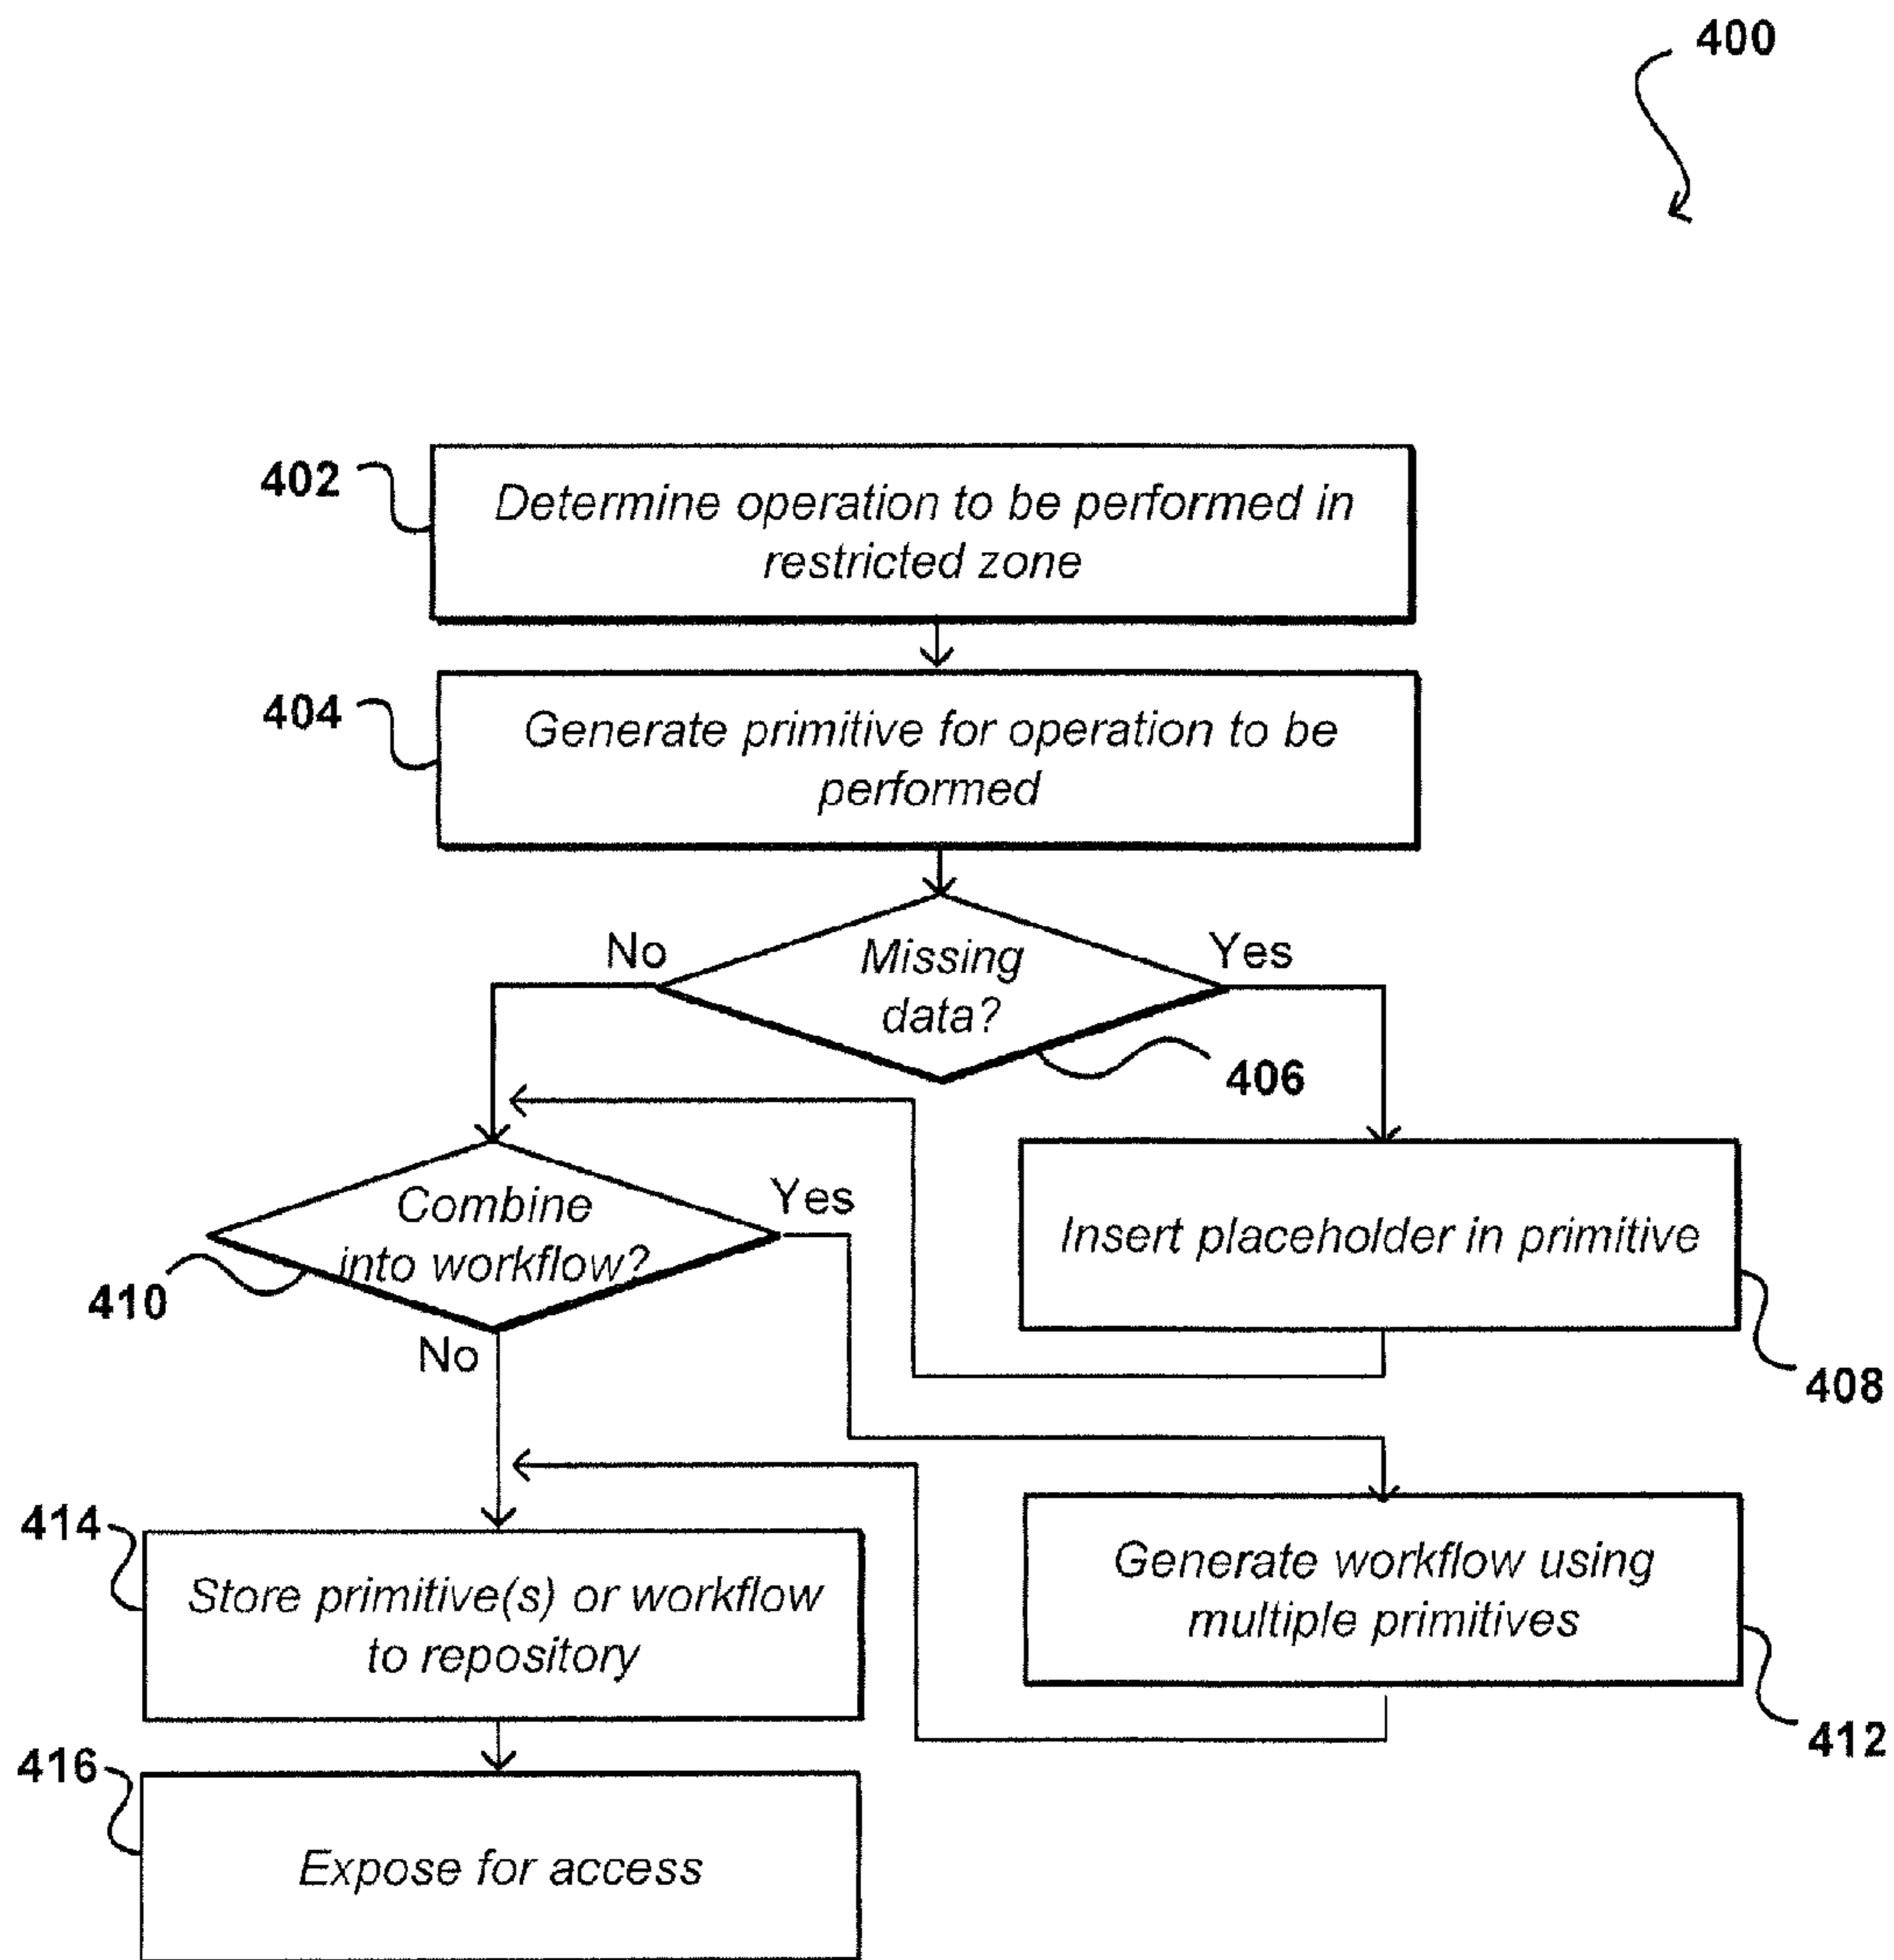 400
402
Determine operation to be performed in
restricted zone
404
Generate primitive for operation to be
performed
No
Missing
data?
Yes
406
Combine
into workflow?
Yes
410
No
Insert placeholder in primitive
408
414
Store primitive(s) or workflow
to repository
Generate workflow using
multiple primitives
412
416
Expose for access